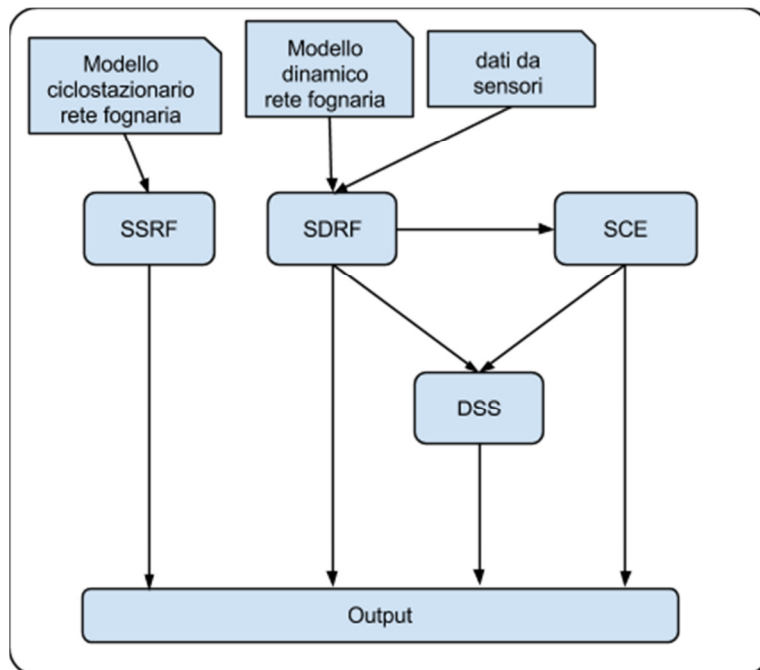 Modello
ciclostazionario
rete fognaria
Modello
dinamico
rete fognaria
dati da
sensori
SSRF
SDRF
SCE
DSS
Output